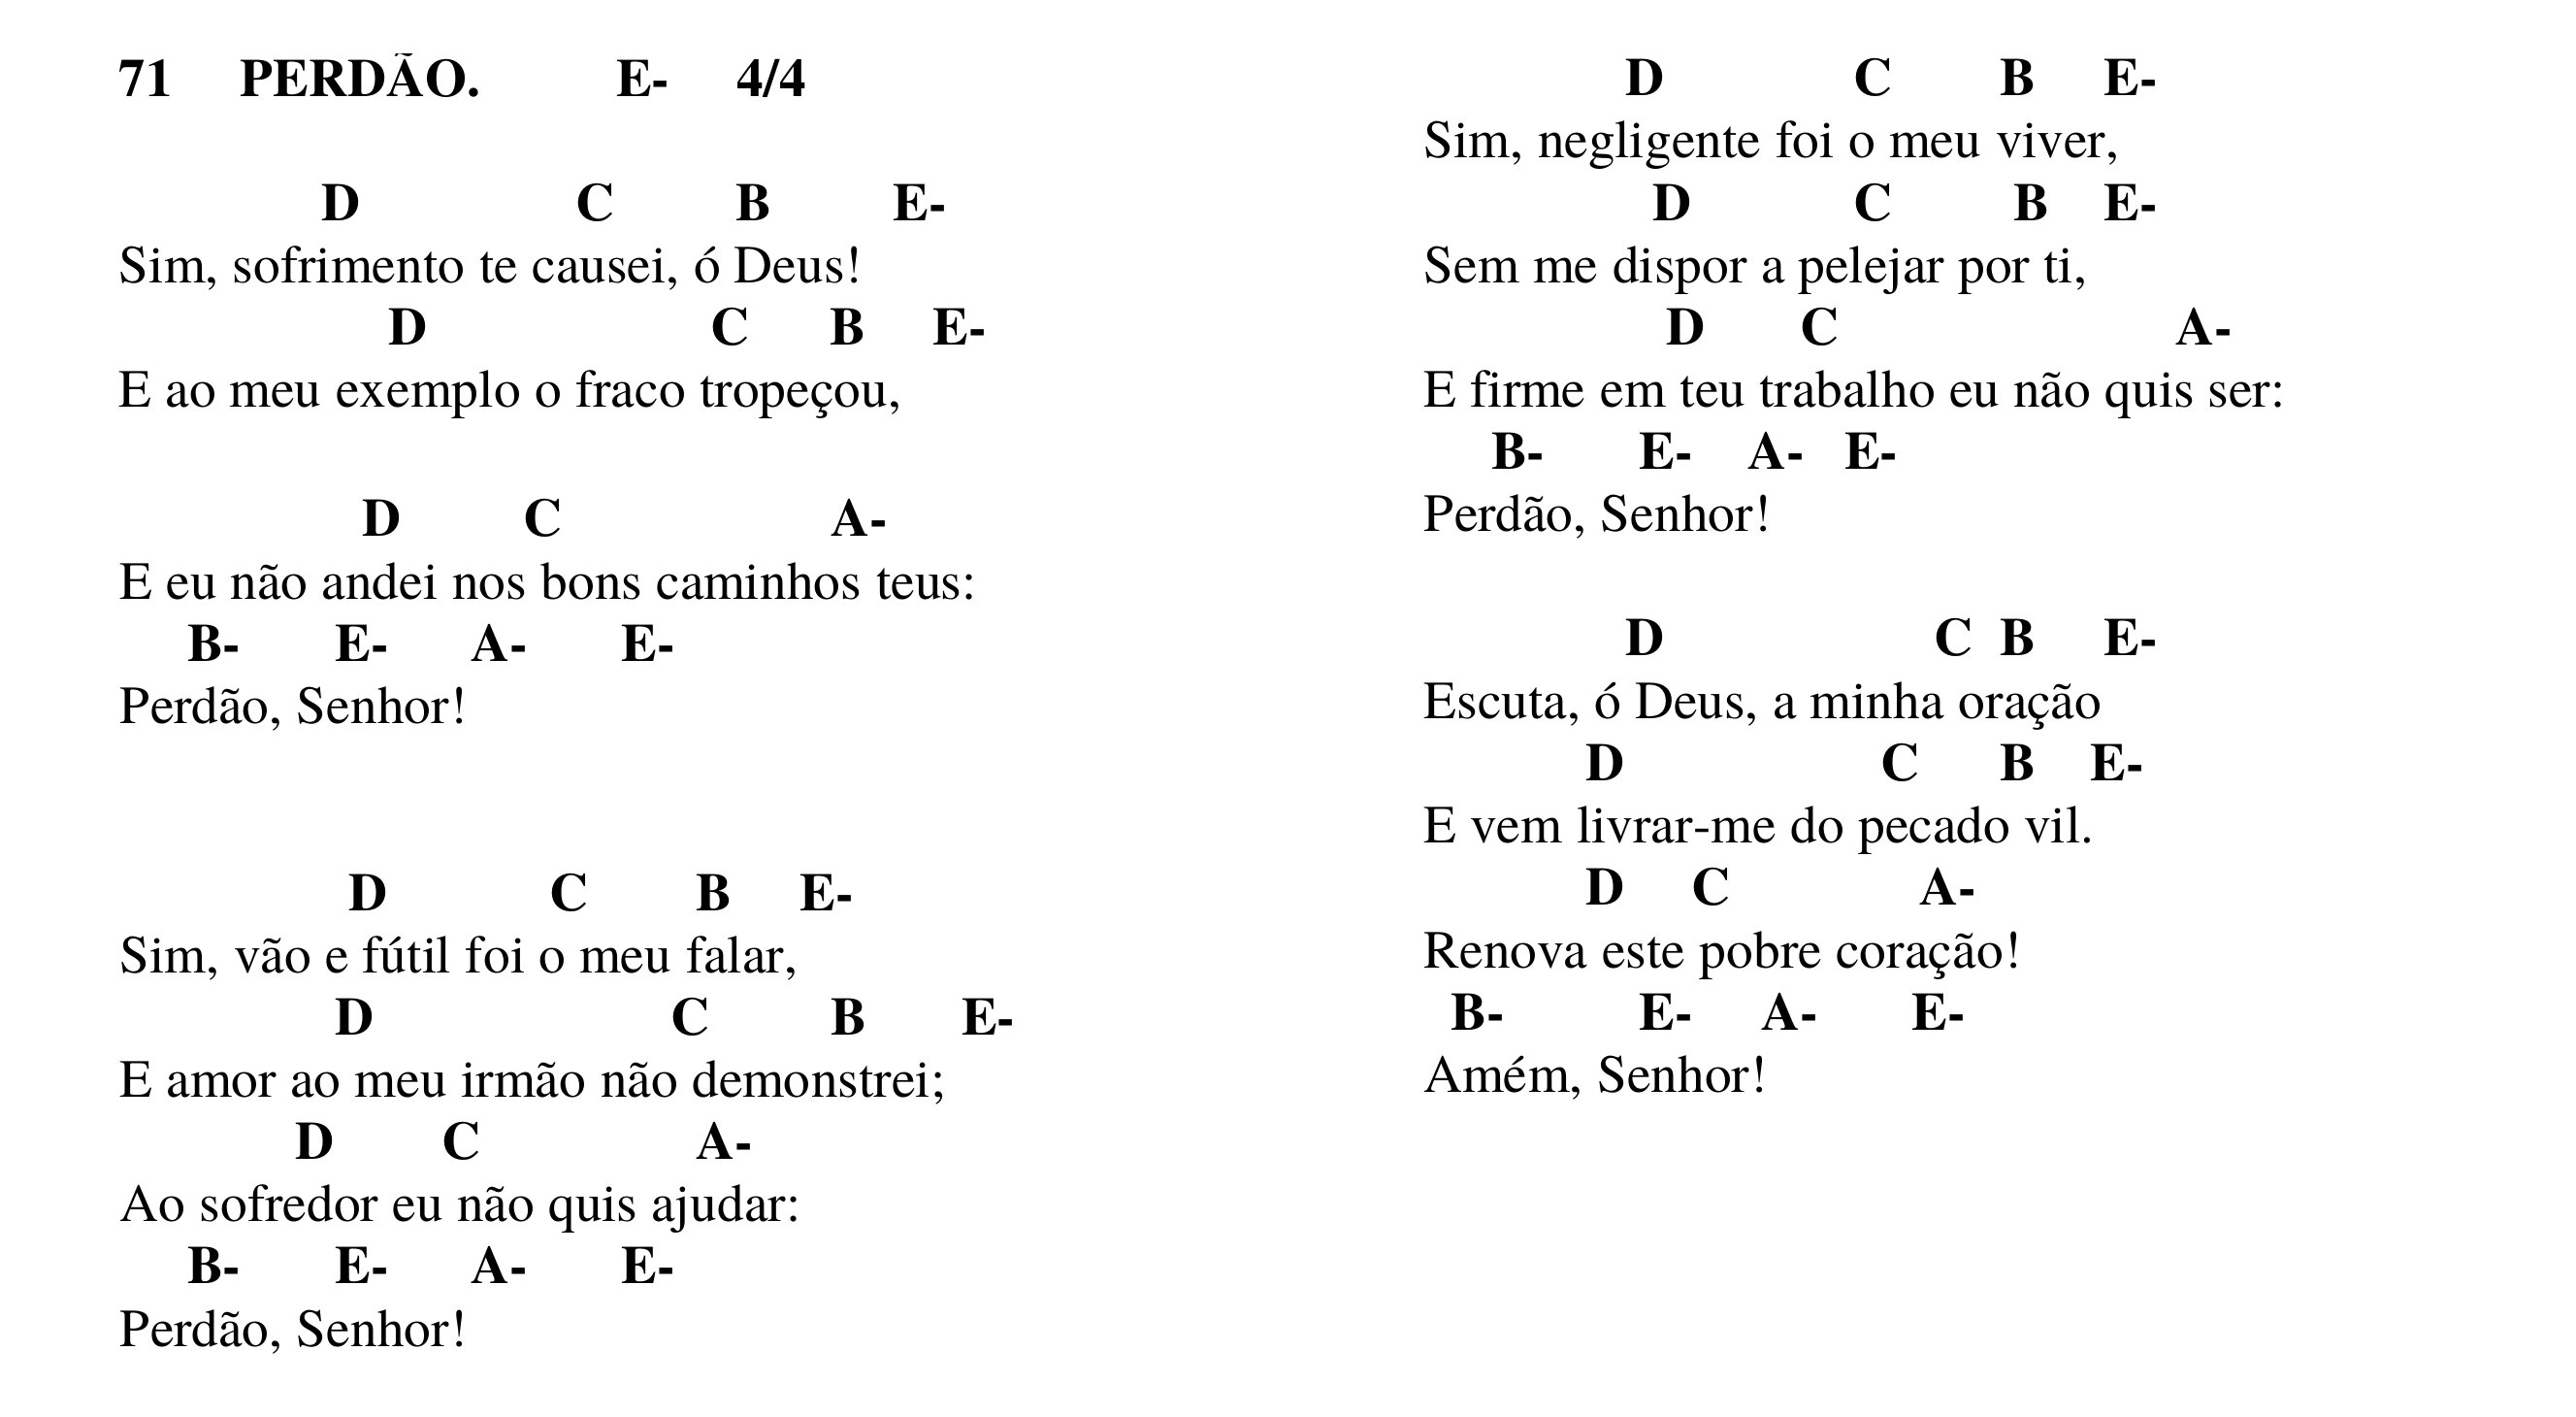 71 PERDÃO. E- 4/4
D C B E-
Sim, sofrimento te causei, ó Deus!
D C B E-
E ao meu exemplo o fraco tropeçou,
D C A-
E eu não andei nos bons caminhos teus:
B- E- A- E-
Perdão, Senhor!
D C B E-
Sim, vão e fútil foi o meu falar,
D C B E-
E amor ao meu irmão não demonstrei;
D C A-
Ao sofredor eu não quis ajudar:
B- E- A- E-
Perdão, Senhor!
D C B E-
Sim, negligente foi o meu viver,
D C B E-
Sem me dispor a pelejar por ti,
D C A-
E firme em teu trabalho eu não quis ser:
B- E- A- E-
Perdão, Senhor!
D C B E-
Escuta, ó Deus, a minha oração
D C B E-
E vem livrar-me do pecado vil.
D C A-
Renova este pobre coração!
B- E- A- E-
Amém, Senhor!